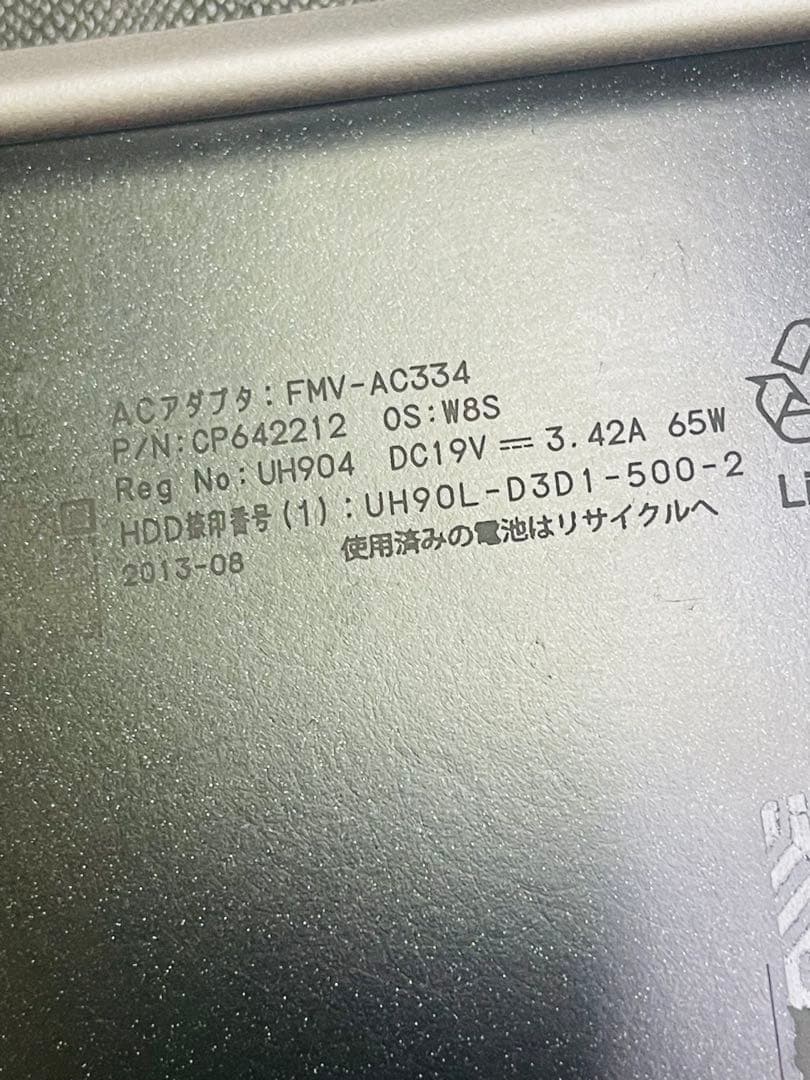 ACアダプタ:FMV-AC334
P/N:CP642212 OS:W8S
Reg No:UH904 DC19V ⎓ 3.42A 65W
HDD捺印番号(1):UH90L-D3D1-500-2
2013-08 使用済みの電池はリサイクルへ
Li